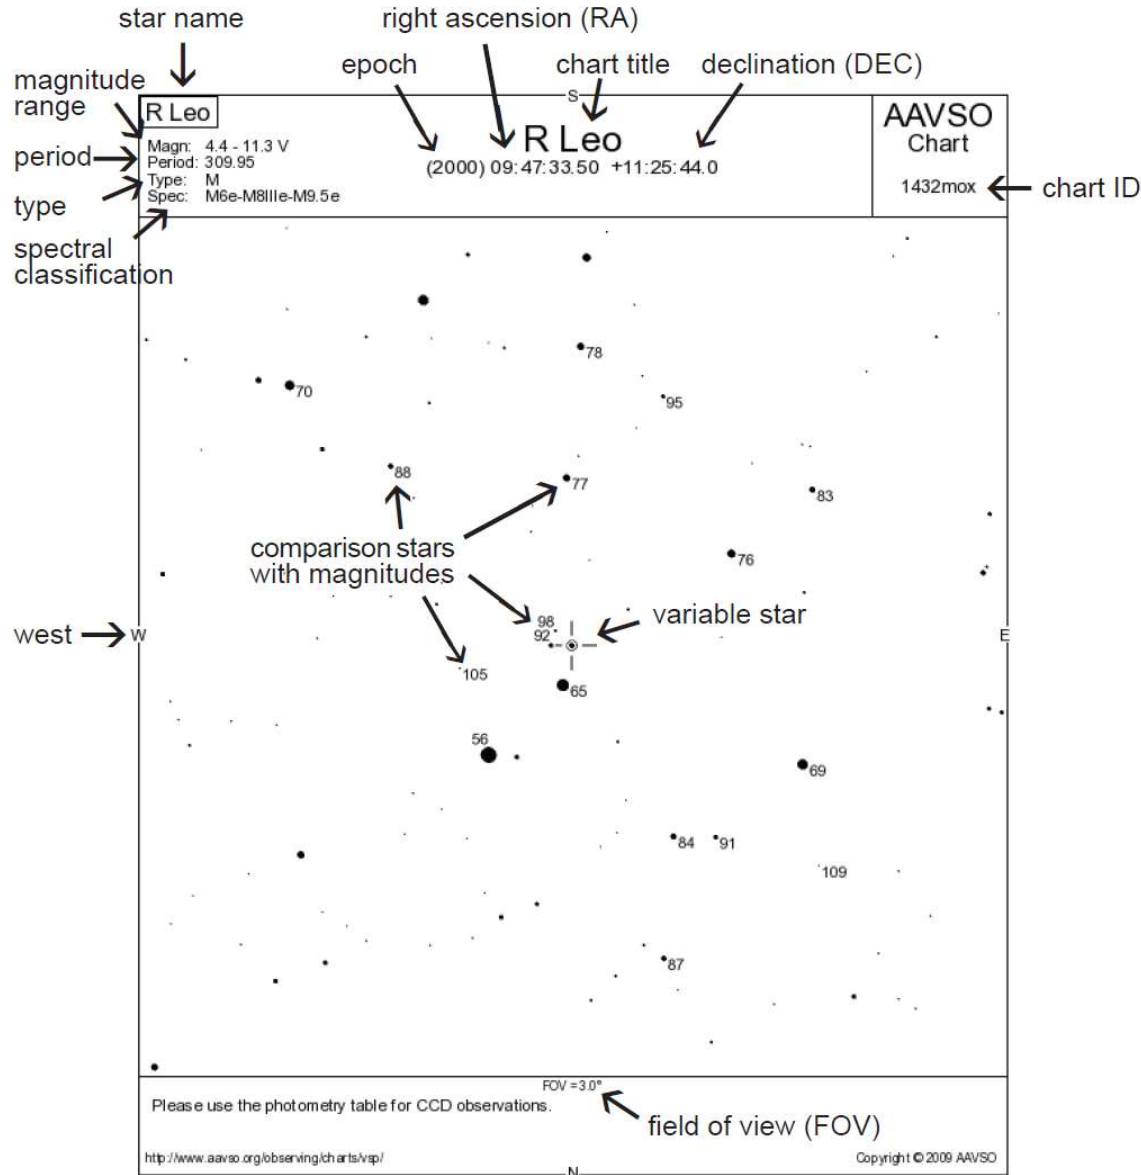 star name
right ascension (RA)
epoch
chart title
declination (DEC)
magnitude
range
period
type
spectral
classification
S
R Leo
Magn: 4.4 - 11.3 V
Period: 309.95
Type: M
Spec: M6e-M8IIIe-M9.5e
R Leo
(2000) 09:47:33.50 +11:25:44.0
AAVSO
Chart
1432mox
chart ID
78
70
95
88
77
83
comparison stars
with magnitudes
76
98
92
variable star
west
W
E
105
65
56
69
84
91
109
87
FOV = 3.0°
Please use the photometry table for CCD observations.
field of view (FOV)
http://www.aavso.org/observing/charts/vsp/
Copyright © 2009 AAVSO
N